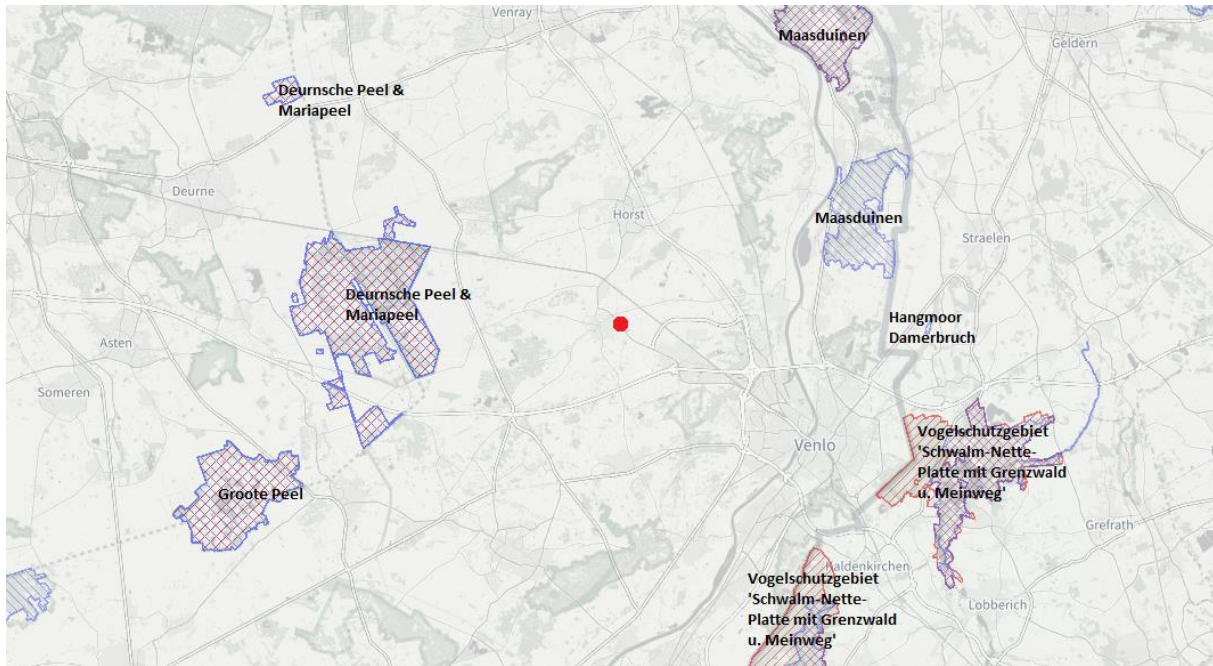 Venray
Maasduinen
Geldern
Deurnsche Peel &
Mariapeel
Deurne
Horst
Maasduinen
Straelen
Deurnsche Peel &
Mariapeel
Hangmoor
Damerbruch
Asten
Someren
Venlo
Vogelschutzgebiet
'Schwalm-Nette-
Platte mit Grenzwald
u. Meinweg'
Groote Peel
Grefrath
Kaldenkirchen
Vogelschutzgebiet
'Schwalm-Nette-
Platte mit Grenzwald
u. Meinweg'
Lobberich